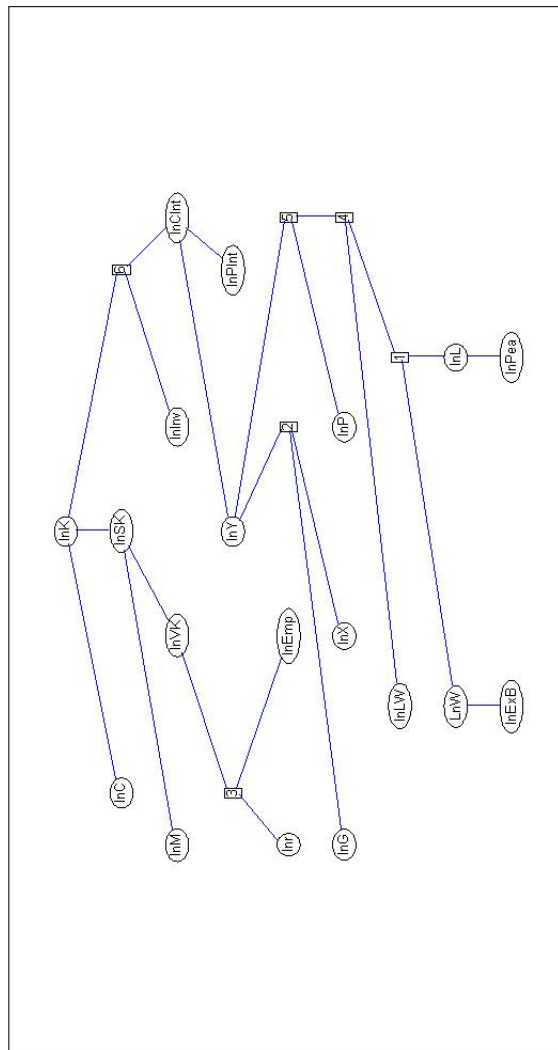 lnK
lnC lnSK 6
lnM lnVK lnInv lnCInt
3 lnY lnPInt
lnr lnEmp 2 5
lnG lnX lnP 4
lnLW 1
LnW lnL
lnExB lnPea